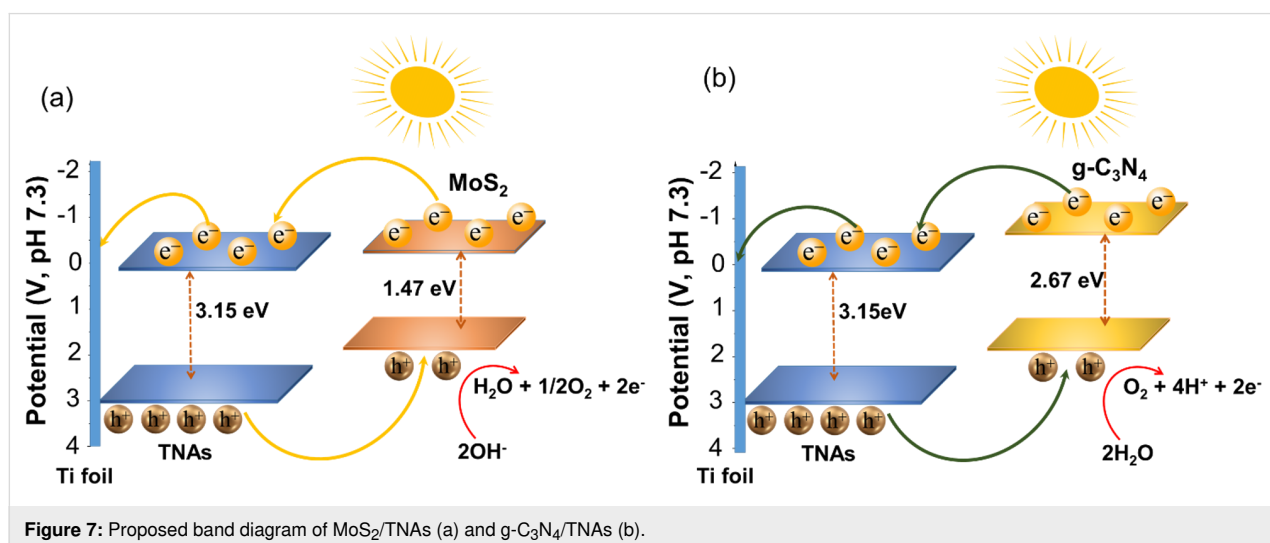 (a)
Potential (V, pH 7.3)
-2
-1
0
1
2
3
4
MoS₂
e⁻ e⁻ e⁻ e⁻
e⁻ e⁻ e⁻ e⁻
3.15 eV
1.47 eV
h⁺ h⁺
h⁺ h⁺ h⁺ h⁺
H₂O + 1/2O₂ + 2e⁻
2OH⁻
TNAs
Ti foil
(b)
Potential (V, pH 7.3)
-2
-1
0
1
2
3
4
g-C₃N₄
e⁻ e⁻ e⁻ e⁻
e⁻ e⁻ e⁻ e⁻
3.15eV
2.67 eV
h⁺ h⁺
h⁺ h⁺ h⁺ h⁺
O₂ + 4H⁺ + 2e⁻
2H₂O
TNAs
Ti foil
Figure 7: Proposed band diagram of MoS₂/TNAs (a) and g-C₃N₄/TNAs (b).